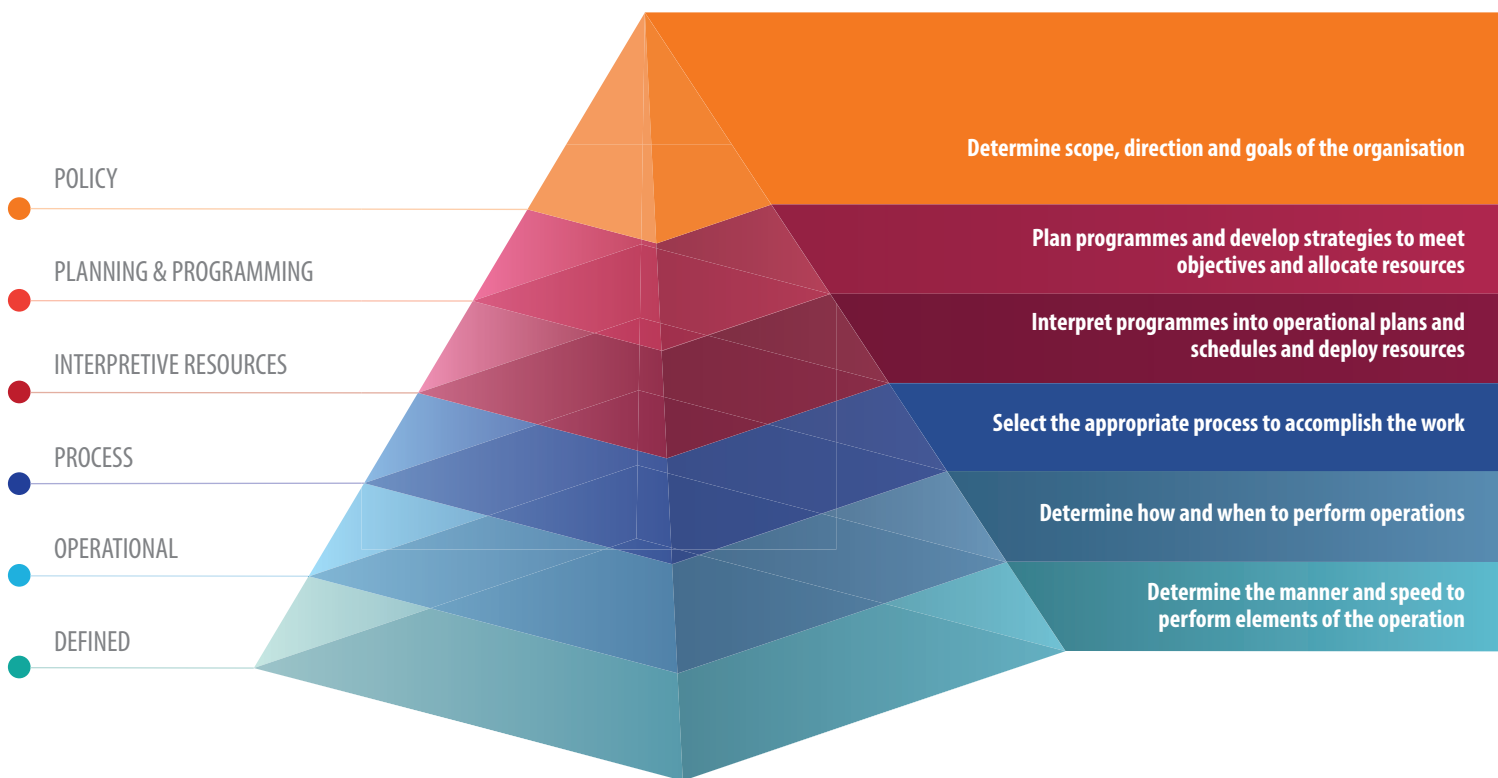 POLICY
Determine scope, direction and goals of the organisation
PLANNING & PROGRAMMING
Plan programmes and develop strategies to meet
objectives and allocate resources
INTERPRETIVE RESOURCES
Interpret programmes into operational plans and
schedules and deploy resources
PROCESS
Select the appropriate process to accomplish the work
OPERATIONAL
Determine how and when to perform operations
DEFINED
Determine the manner and speed to
perform elements of the operation